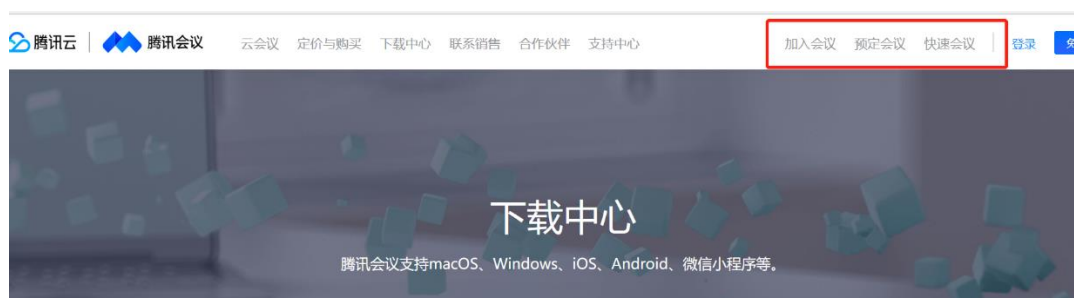 腾讯云 | 腾讯会议 云会议 定价与购买 下载中心 联系销售 合作伙伴 支持中心 加入会议 预定会议 快速会议 | 登录 免
下载中心
腾讯会议支持macOS、Windows、iOS、Android、微信小程序等。